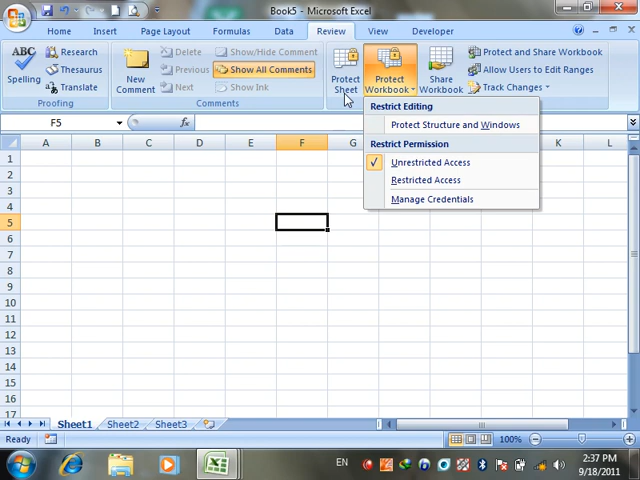 Book5 - Microsoft Excel
Home Insert Page Layout Formulas Data Review View Developer
ABC
Spelling
Research
Thesaurus
Translate
Proofing
New
Comment
Delete
Previous
Next
Show/Hide Comment
Show All Comments
Show Ink
Comments
Protect
Sheet
Protect
Workbook
Share
Workbook
Protect and Share Workbook
Allow Users to Edit Ranges
Track Changes
Restrict Editing
Protect Structure and Windows
Restrict Permission
Unrestricted Access
Restricted Access
Manage Credentials
F5
fx
A B C D E F G K L
1
2
3
4
5
6
7
8
9
10
11
12
13
14
15
16
17
Sheet1 Sheet2 Sheet3
Ready
100%
EN
2:37 PM
9/18/2011